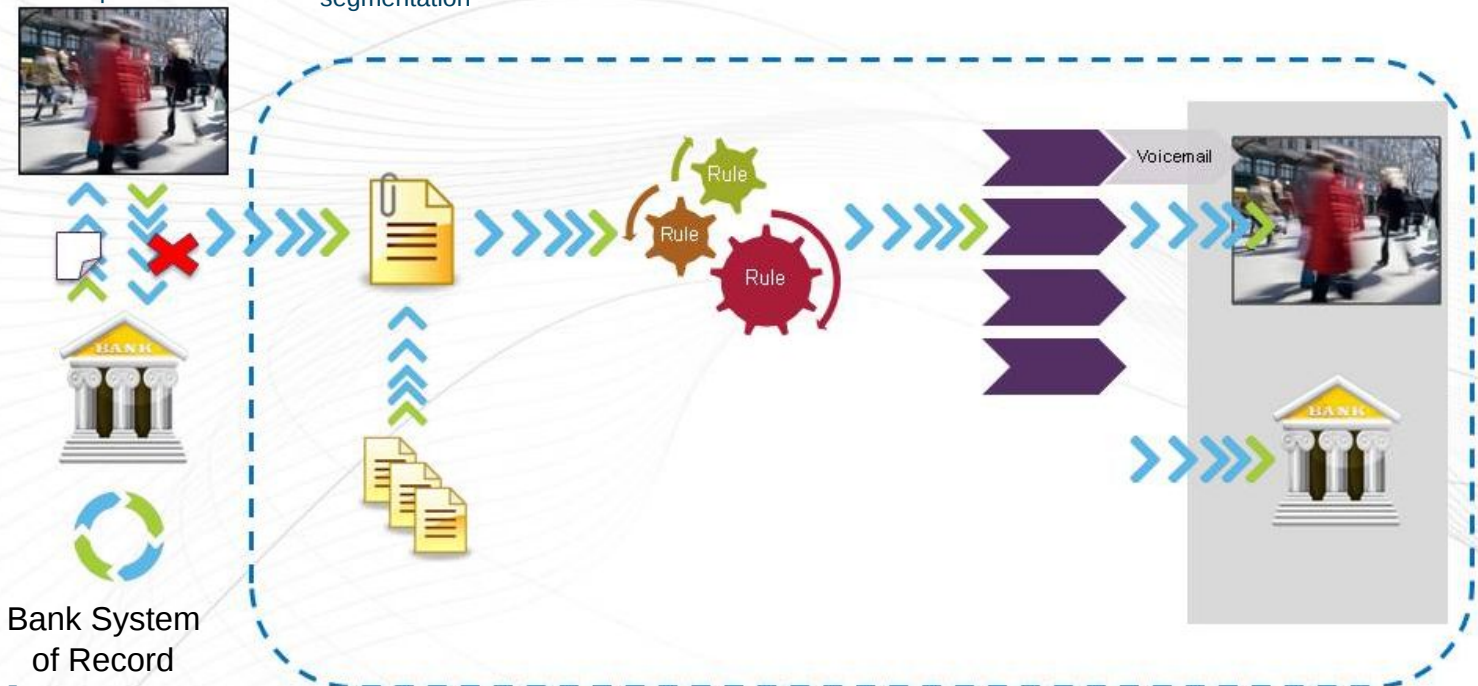 segmentation
Voicemail
Rule
Rule
Rule
BANK
BANK
Bank System
of Record